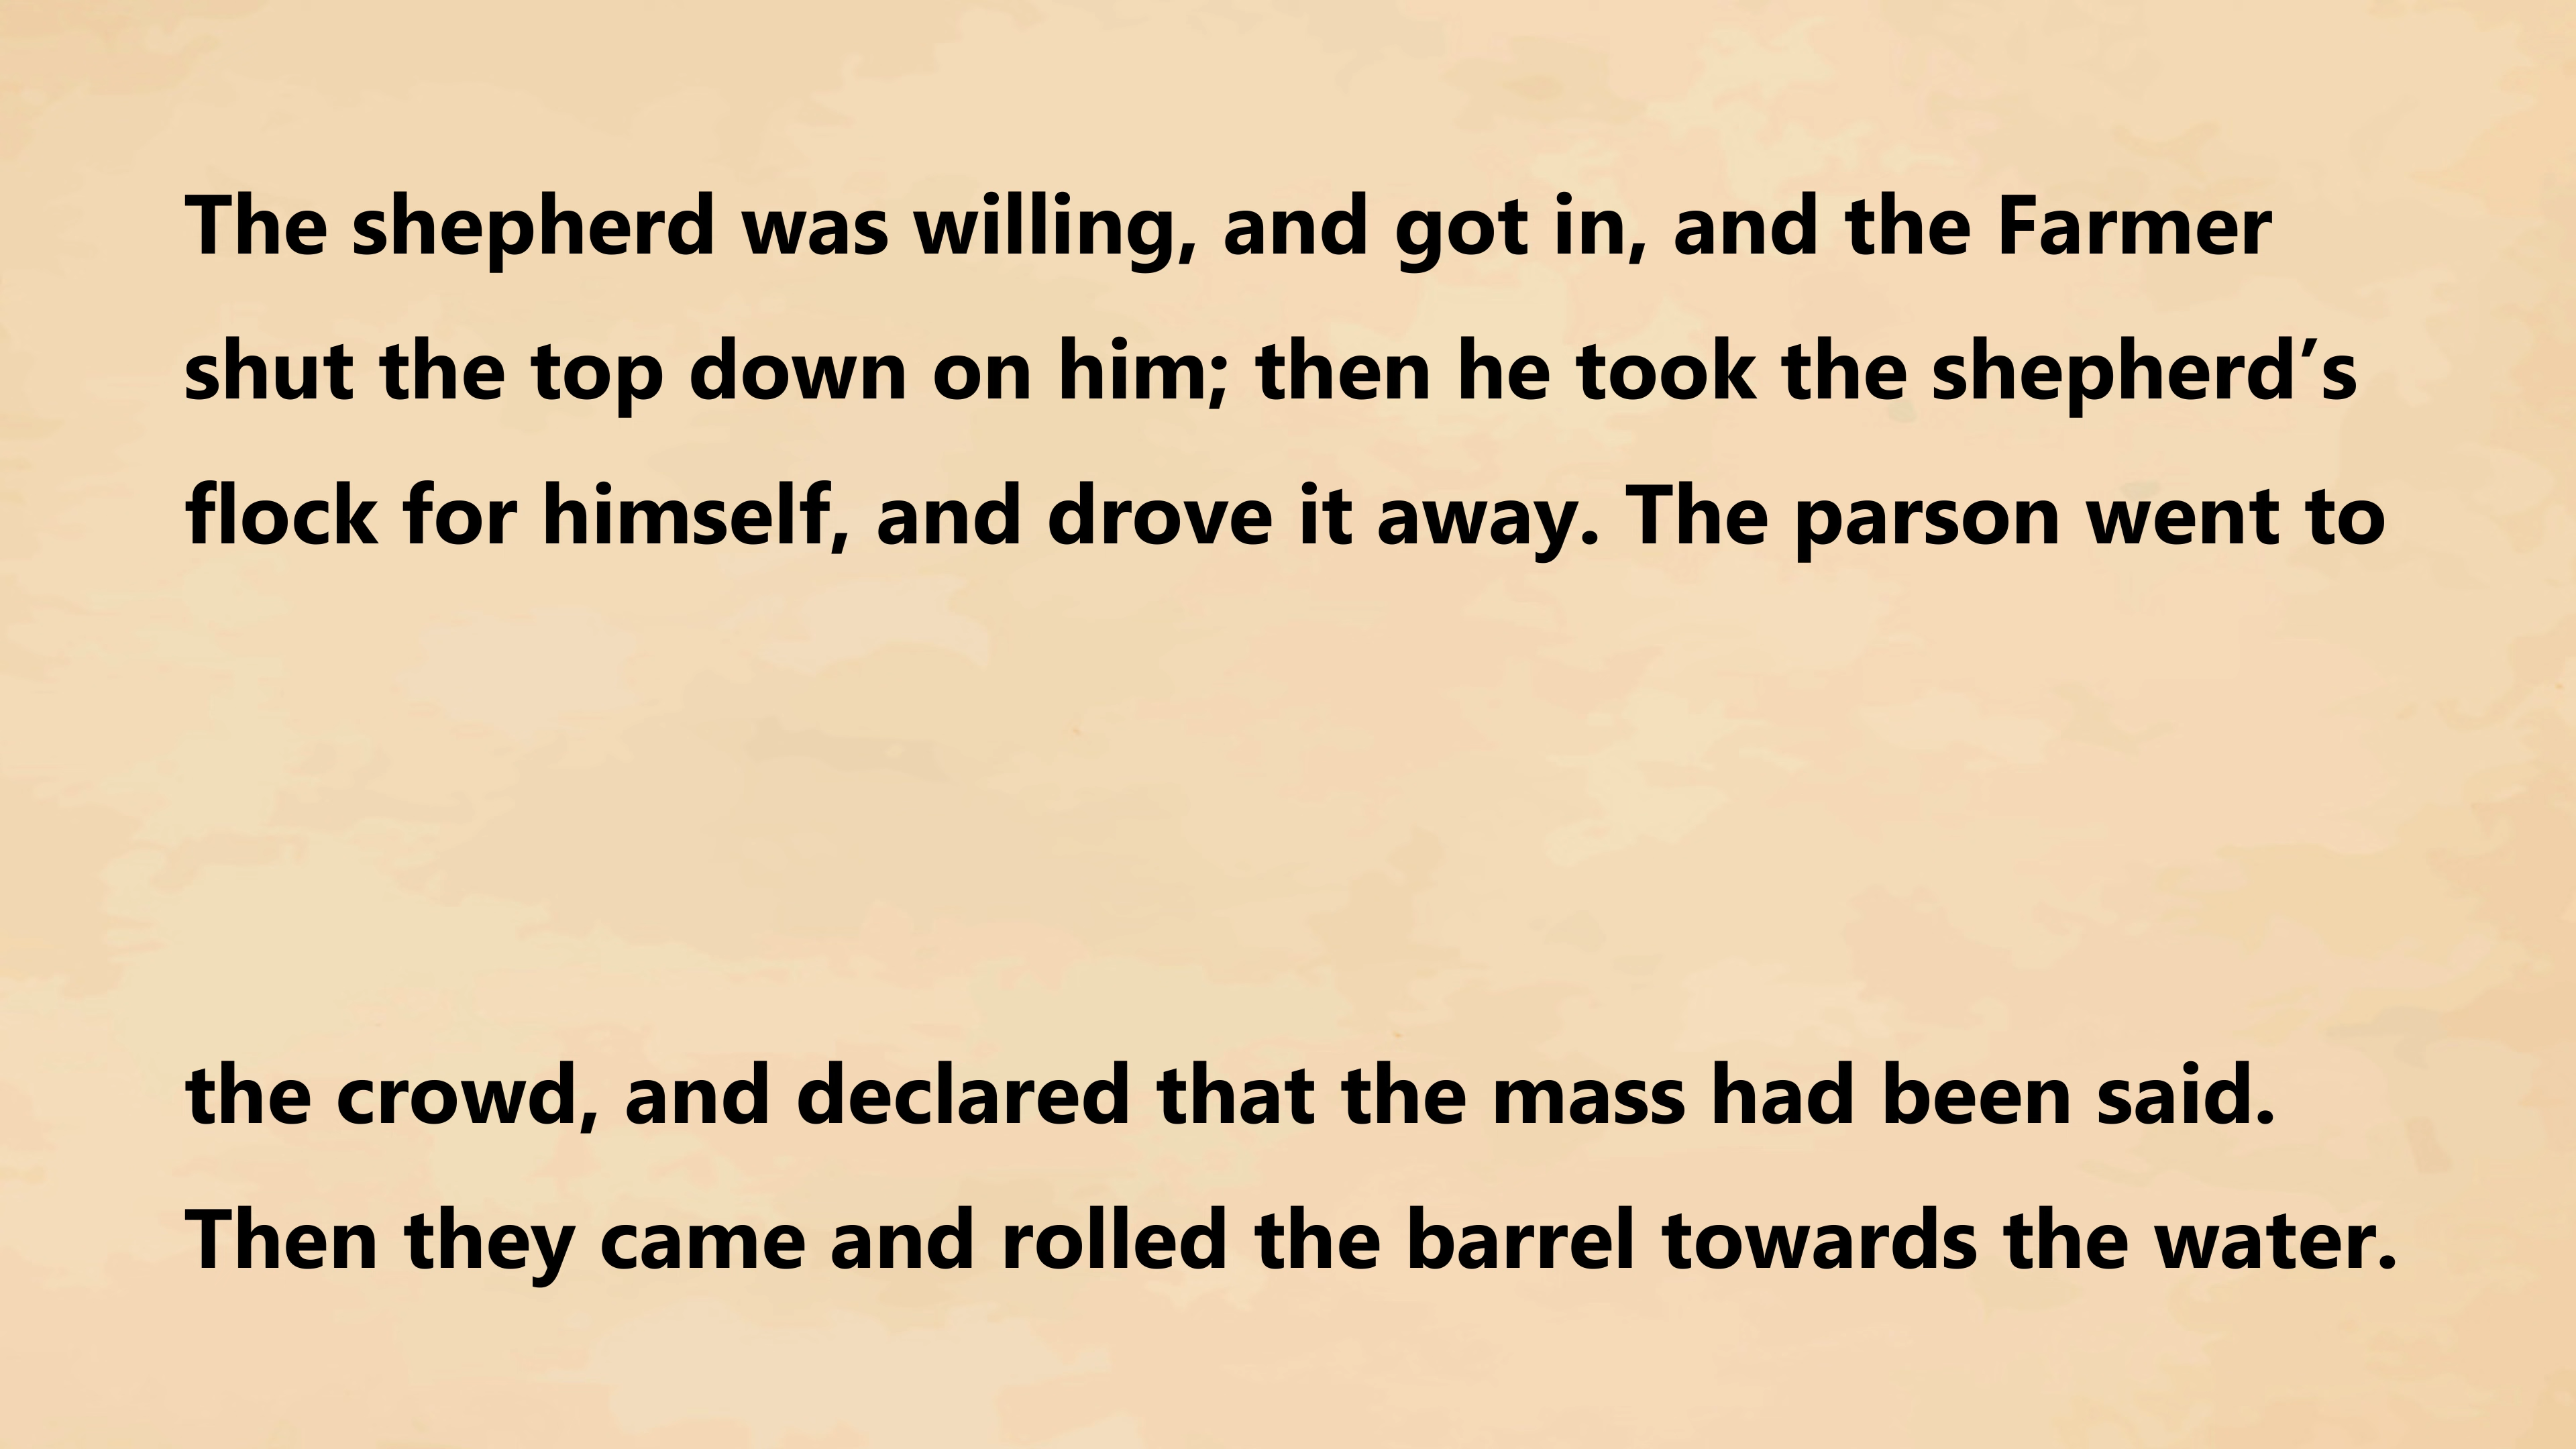 The shepherd was willing, and got in, and the Farmer
shut the top down on him; then he took the shepherd’s
flock for himself, and drove it away. The parson went to
the crowd, and declared that the mass had been said.
Then they came and rolled the barrel towards the water.